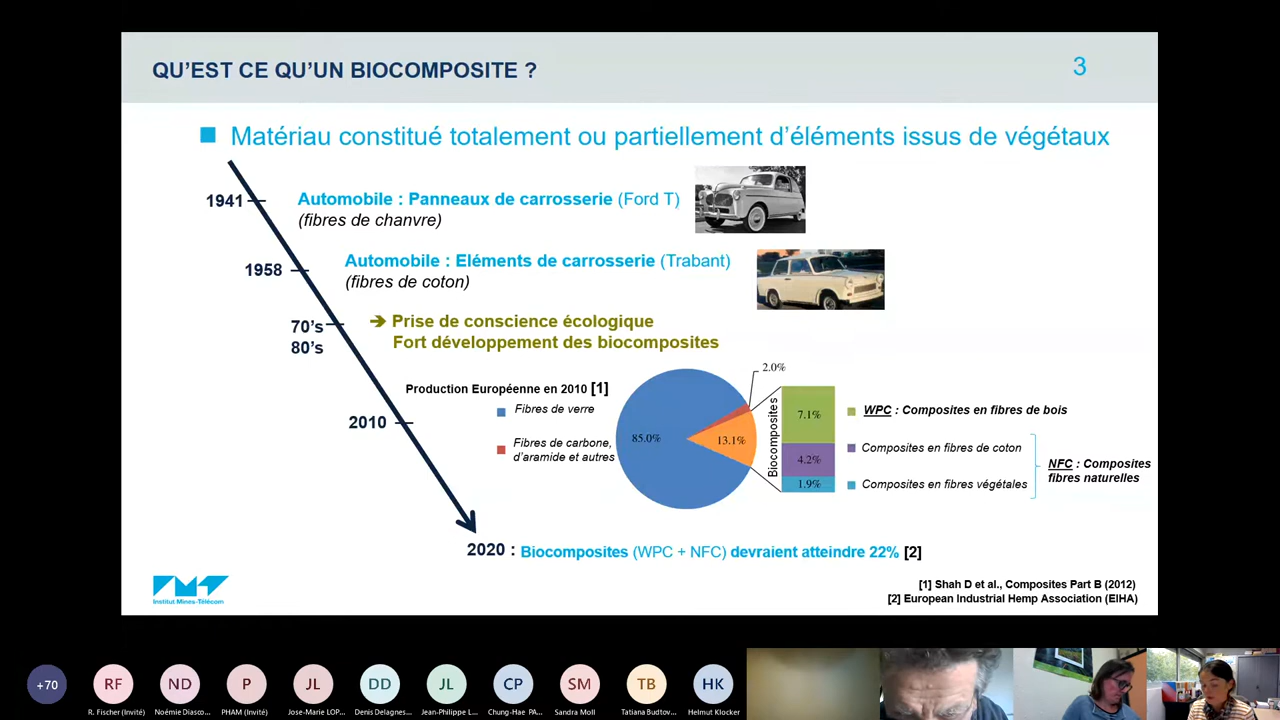 QU'EST CE QU'UN BIOCOMPOSITE ?
3
Matériau constitué totalement ou partiellement d'éléments issus de végétaux
1941
Automobile : Panneaux de carrosserie (Ford T)
(fibres de chanvre)
1958
Automobile : Eléments de carrosserie (Trabant)
(fibres de coton)
70's
80's
➔ Prise de conscience écologique
Fort développement des biocomposites
2010
Production Européenne en 2010 [1]
Fibres de verre
Fibres de carbone,
d'aramide et autres
85.0%
2.0%
13.1%
Biocomposites
7.1%
4.2%
1.9%
WPC : Composites en fibres de bois
Composites en fibres de coton
Composites en fibres végétales
NFC : Composites
fibres naturelles
2020 : Biocomposites (WPC + NFC) devraient atteindre 22% [2]
[1] Shah D et al., Composites Part B (2012)
[2] European Industrial Hemp Association (EIHA)
Institut Mines-Télécom
+70
RF
ND
P
JL
DD
JL
CP
SM
TB
HK
R. Fischer (Invité)
Noémie Diasco...
PHAM (Invité)
Jose-Marie LOP...
Denis Delagnes...
Jean-Philippe L...
Chung-Hae PA...
Sandra Moll
Tatiana Budtov...
Helmut Klocker